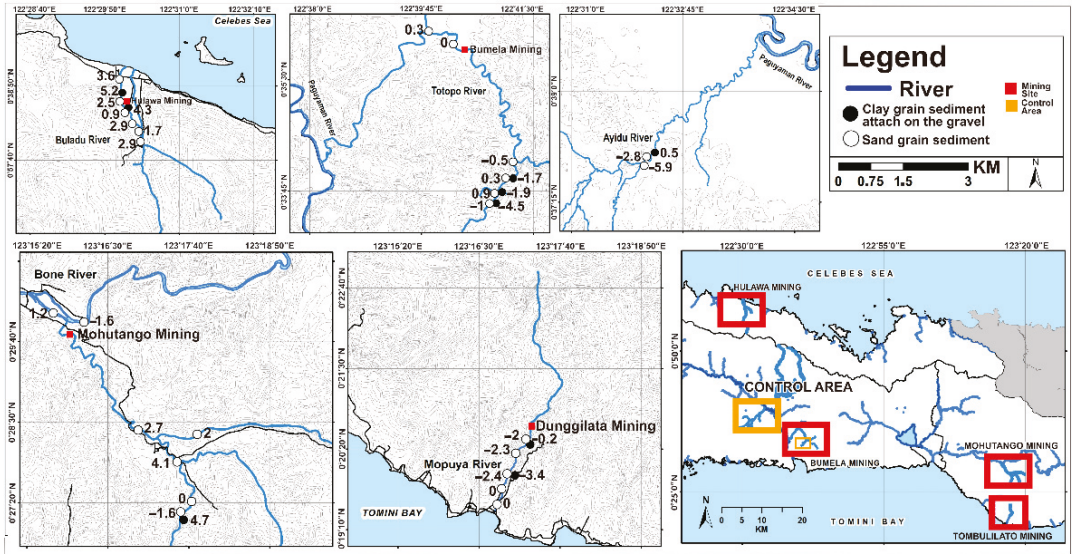 122°28'40"E 122°29'50"E 122°31'0"E 122°32'10"E
Celebes Sea
0°58'50"N
0°57'40"N
3.6
5.2
2.5
Hulawa Mining
4.3
0.9
2.9
1.7
Buladu River
2.9
122°38'0"E 122°39'45"E 122°41'30"E
0.3
0
Bumela Mining
0°35'30"N
Totopo River
Paguyaman River
-0.5
0.3
-1.7
0°33'45"N
0.9
-1.9
-1
-4.5
122°31'0"E 122°32'45"E 122°34'30"E
Paguyaman River
0°39'0"N
Ayidu River
0.5
-2.8
-5.9
0°37'15"N
Legend
River
Mining
Site
Control
Area
Clay grain sediment
attach on the gravel
Sand grain sediment
KM
0 0.75 1.5 3
N
123°15'20"E 123°16'30"E 123°17'40"E 123°18'50"E
Bone River
1.2
-1.6
Mohutango Mining
0°29'40"N
0°28'30"N
2.7
2
4.1
0°27'20"N
0
-1.6
4.7
123°15'20"E 123°16'30"E 123°17'40"E 123°18'50"E
0°22'40"N
0°21'30"N
0°20'20"N
0°19'10"N
Dunggilata Mining
-2
-0.2
-2.3
Mopuya River
-2.4
-3.4
0
0
TOMINI BAY
122°30'0"E 122°55'0"E 123°20'0"E
CELEBES SEA
HULAWA MINING
0°50'0"N
CONTROL AREA
MOHUTANGO MINING
BUMELA MINING
0°25'0"N
N
0 5 10 20
KM
TOMINI BAY
TOMBULILATO MINING